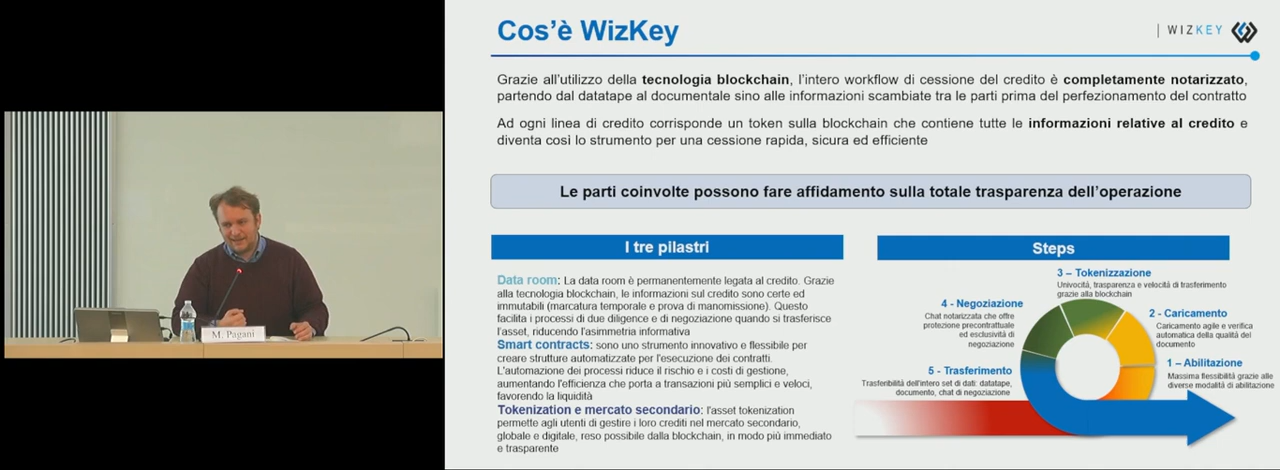 Cos'è WizKey
| WIZKEY
Grazie all'utilizzo della tecnologia blockchain, l'intero workflow di cessione del credito è completamente notarizzato,
partendo dal datatape al documentale sino alle informazioni scambiate tra le parti prima del perfezionamento del contratto
Ad ogni linea di credito corrisponde un token sulla blockchain che contiene tutte le informazioni relative al credito e
diventa così lo strumento per una cessione rapida, sicura ed efficiente
Le parti coinvolte possono fare affidamento sulla totale trasparenza dell'operazione
I tre pilastri
Data room: La data room è permanentemente legata al credito. Grazie
alla tecnologia blockchain, le informazioni sul credito sono certe ed
immutabili (marcatura temporale e prova di manomissione). Questo
facilita i processi di due diligence e di negoziazione quando si trasferisce
l'asset, riducendo l'asimmetria informativa
Smart contracts: sono uno strumento innovativo e flessibile per
creare strutture automatizzate per l'esecuzione dei contratti.
L'automazione dei processi riduce il rischio e i costi di gestione,
aumentando l'efficienza che porta a transazioni più semplici e veloci,
favorendo la liquidità
Tokenization e mercato secondario: l'asset tokenization
permette agli utenti di gestire i loro crediti nel mercato secondario,
globale e digitale, reso possibile dalla blockchain, in modo più immediato
e trasparente
Steps
3 – Tokenizzazione
Univocità, trasparenza e velocità di trasferimento
grazie alla blockchain
4 - Negoziazione
Chat notarizzata che offre
protezione precontrattuale
ed esclusività di
negoziazione
2 - Caricamento
Caricamento agile e verifica
automatica della qualità del
documento
1 – Abilitazione
Massima flessibilità grazie alle
diverse modalità di abilitazione
5 - Trasferimento
Trasferibilità dell'intero set di dati: datatape,
documento, chat di negoziazione
M. Pagani